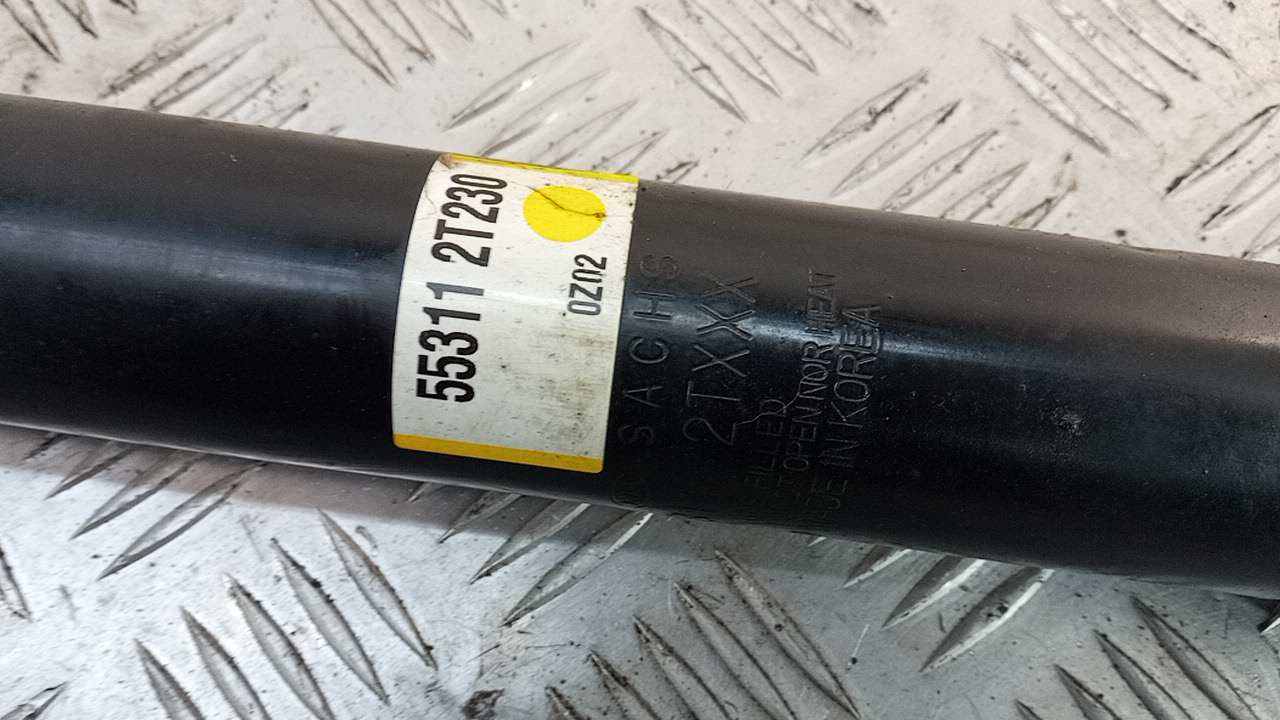 55311 2T230
0Z02
SACHS
2TXXX
FILLED
OPEN NOR HEAT
IN KOREA